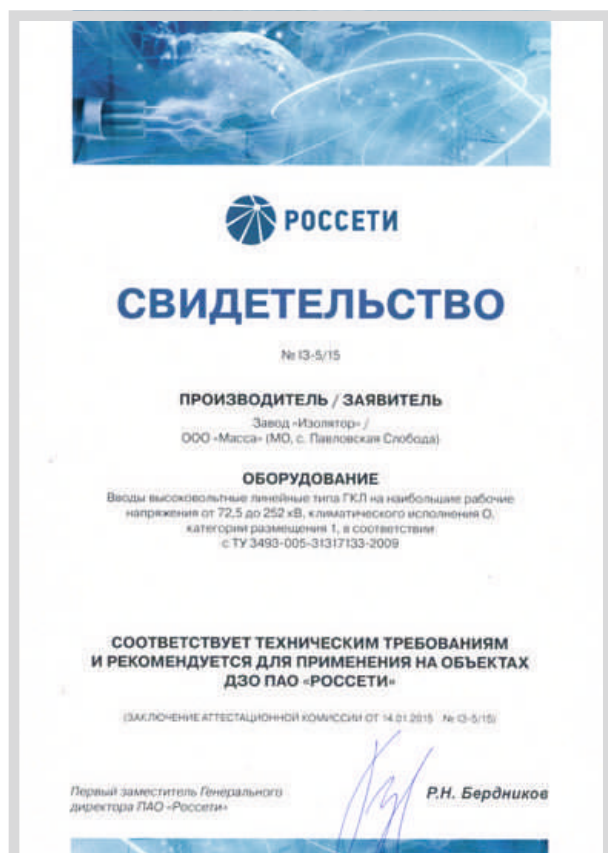 РОССЕТИ
СВИДЕТЕЛЬСТВО
№ IЗ-5/15
ПРОИЗВОДИТЕЛЬ / ЗАЯВИТЕЛЬ
Завод «Изолятор» /
ООО «Масса» (МО, с. Павловская Слобода)
ОБОРУДОВАНИЕ
Вводы высоковольтные линейные типа ГКЛ на наибольшие рабочие
напряжения от 72,5 до 252 кВ, климатического исполнения О,
категории размещения 1, в соответствии
с ТУ 3493-005-31317133-2009
СООТВЕТСТВУЕТ ТЕХНИЧЕСКИМ ТРЕБОВАНИЯМ
И РЕКОМЕНДУЕТСЯ ДЛЯ ПРИМЕНЕНИЯ НА ОБЪЕКТАХ
ДЗО ПАО «РОССЕТИ»
(ЗАКЛЮЧЕНИЕ АТТЕСТАЦИОННОЙ КОМИССИИ ОТ 14.01.2015 № IЗ-5/15)
Первый заместитель Генерального
директора ПАО «Россети»
Р.Н. Бердников